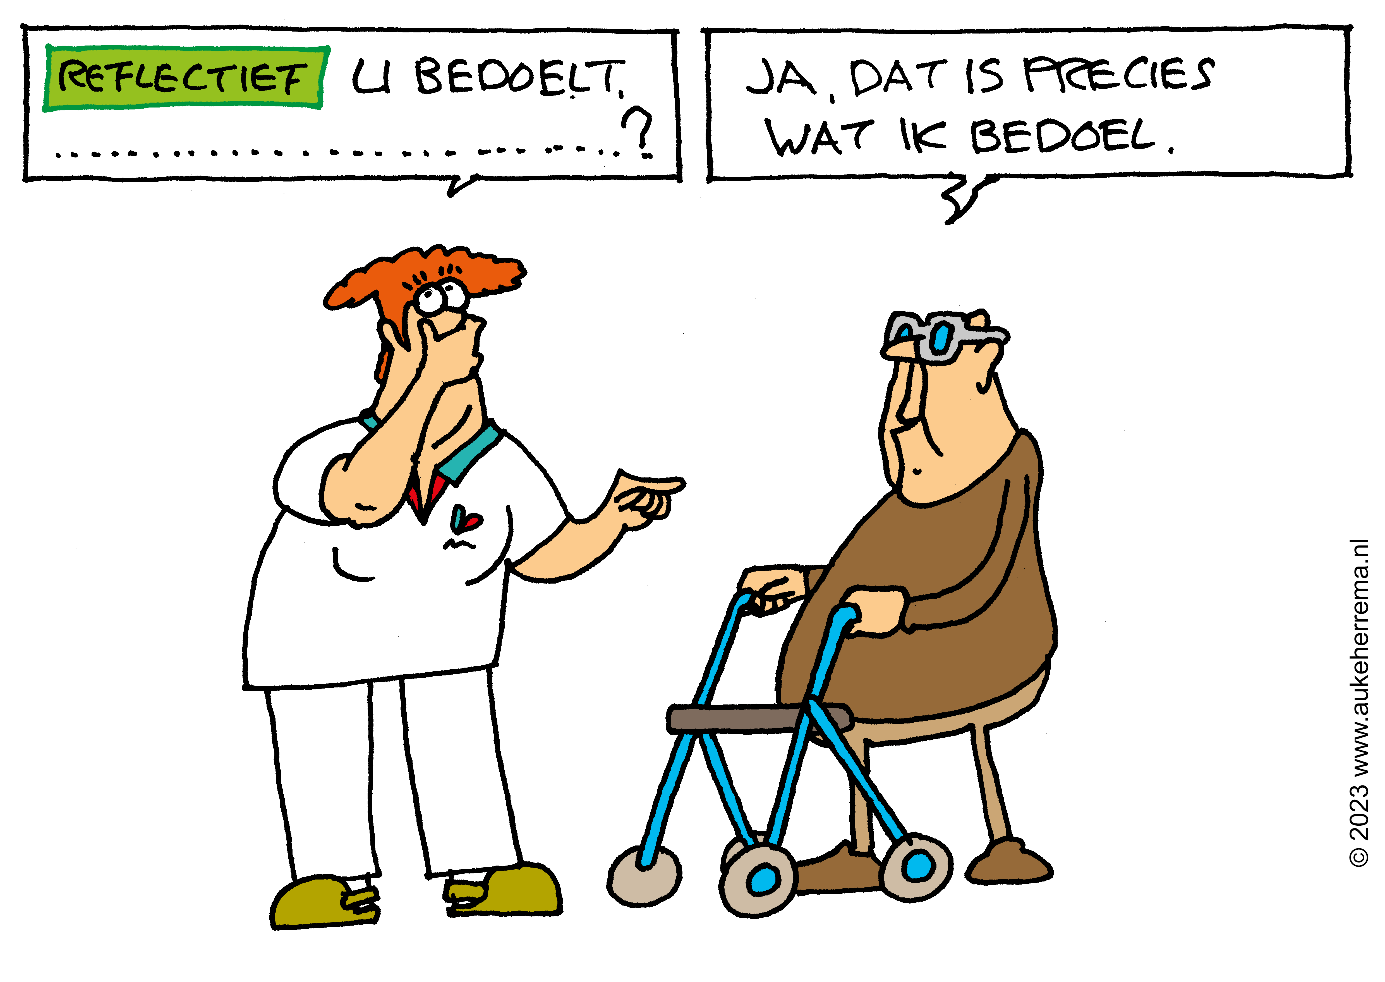 REFLECTIEF U BEDOELT,
..............................?
JA, DAT IS PRECIES
WAT IK BEDOEL.
© 2023 www.aukeherrema.nl